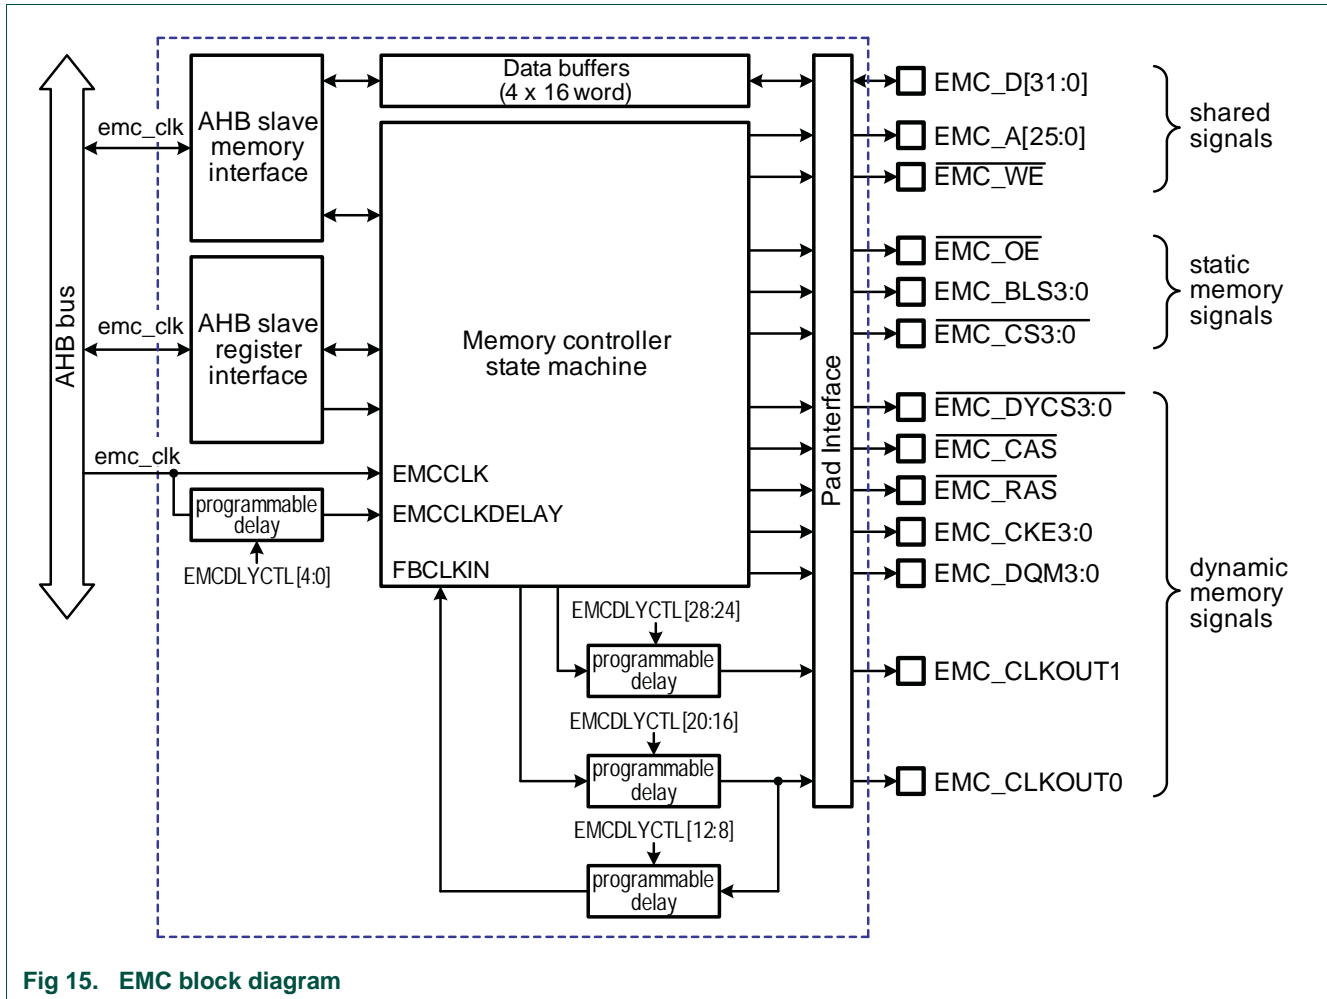 Data buffers
(4 x 16 word)
AHB slave
memory
interface
emc_clk
AHB bus
emc_clk
AHB slave
register
interface
Memory controller
state machine
emc_clk
EMCCLK
programmable
delay
EMCCLKDELAY
EMCDLYCTL[4:0]
FBCLKIN
EMCDLYCTL[28:24]
programmable
delay
EMCDLYCTL[20:16]
programmable
delay
EMCDLYCTL[12:8]
programmable
delay
Pad Interface
EMC_D[31:0]
EMC_A[25:0]
EMC_WE
shared
signals
EMC_OE
EMC_BLS3:0
EMC_CS3:0
static
memory
signals
EMC_DYCS3:0
EMC_CAS
EMC_RAS
EMC_CKE3:0
EMC_DQM3:0
EMC_CLKOUT1
EMC_CLKOUT0
dynamic
memory
signals
Fig 15. EMC block diagram